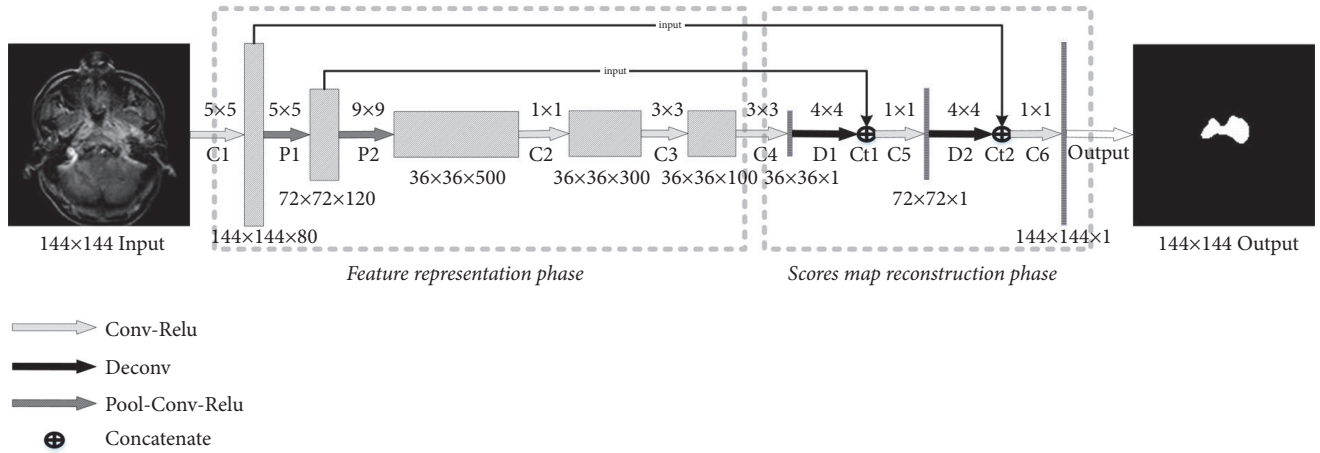 input
input
5×5
5×5
9×9
1×1
3×3
3×3
4×4
1×1
4×4
1×1
C1
P1
P2
C2
C3
C4
D1
Ct1
C5
D2
Ct2
C6
Output
36×36×500
36×36×300
36×36×100
36×36×1
72×72×120
72×72×1
144×144 Input
144×144×80
144×144×1
144×144 Output
Feature representation phase
Scores map reconstruction phase
Conv-Relu
Deconv
Pool-Conv-Relu
Concatenate